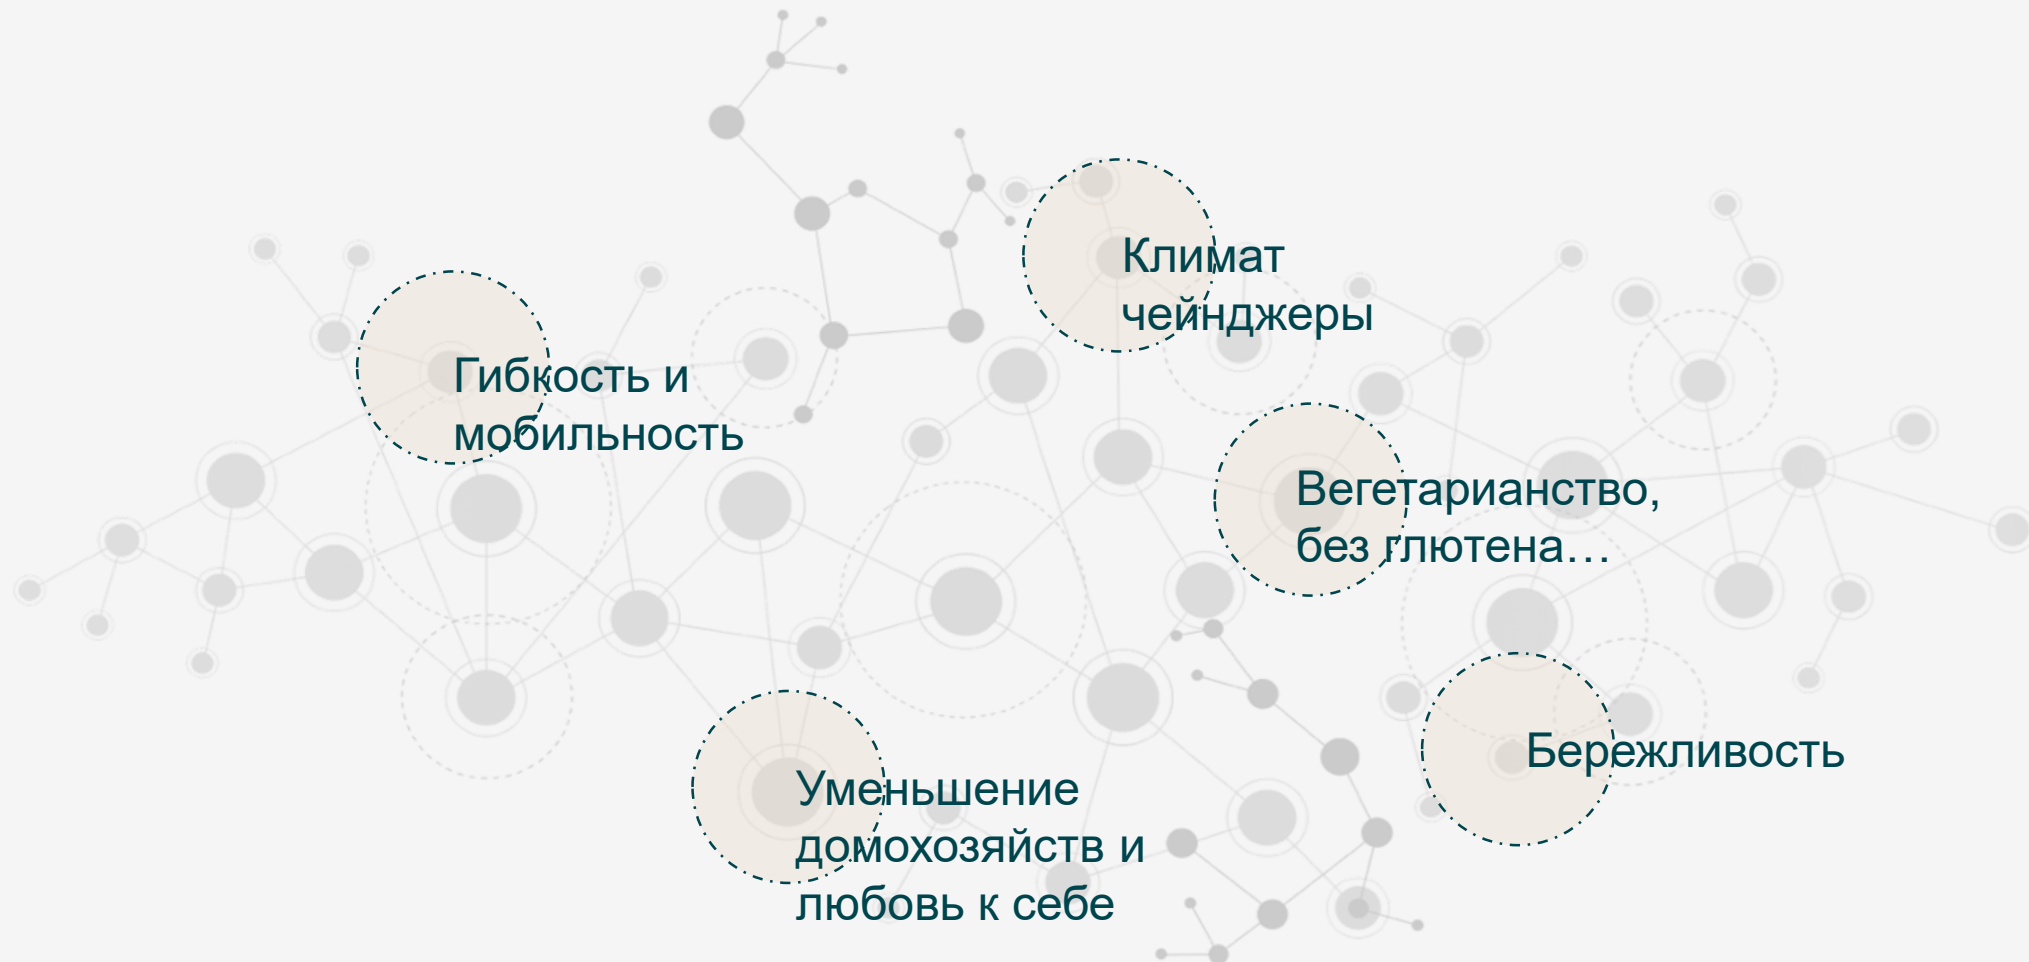 Климат
чейнджеры
Гибкость и
мобильность
Вегетарианство,
без глютена…
Бережливость
Уменьшение
домохозяйств и
любовь к себе